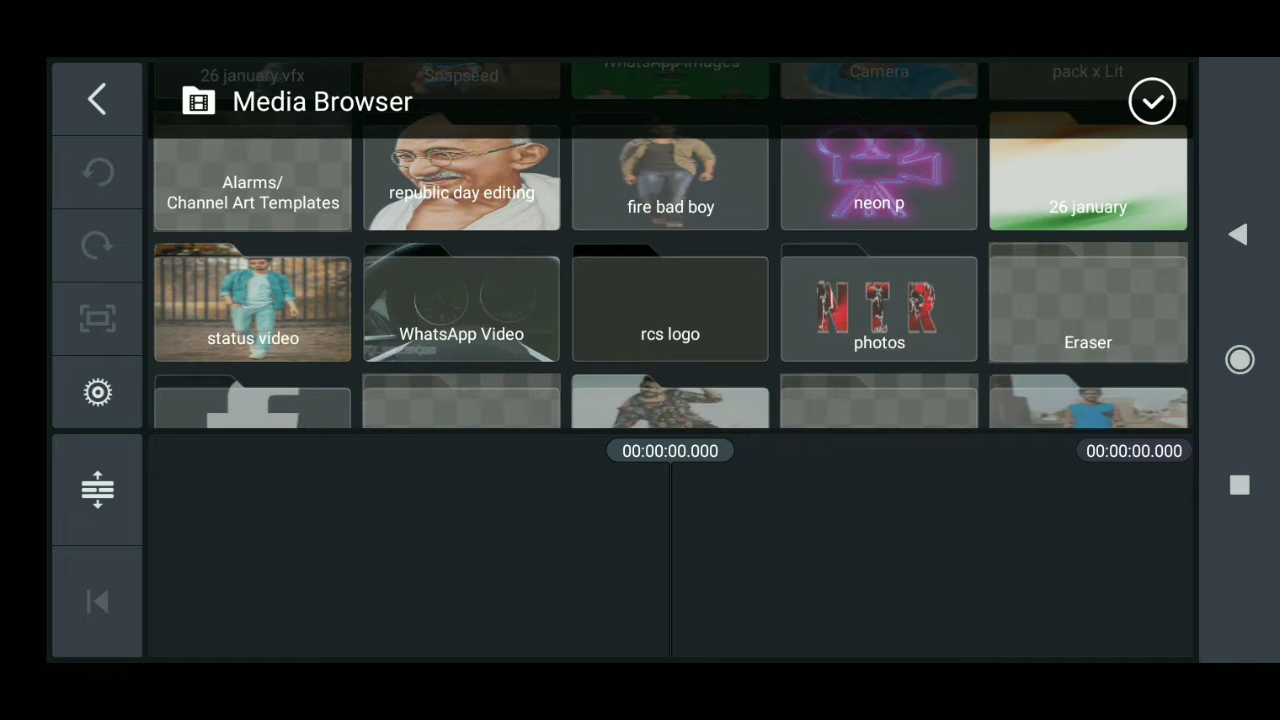 26 january vfx
Snapseed
WhatsApp Images
Camera
pack x Lit
Media Browser
Alarms/
Channel Art Templates
republic day editing
fire bad boy
neon p
26 january
status video
WhatsApp Video
rcs logo
NTR
photos
Eraser
00:00:00.000
00:00:00.000